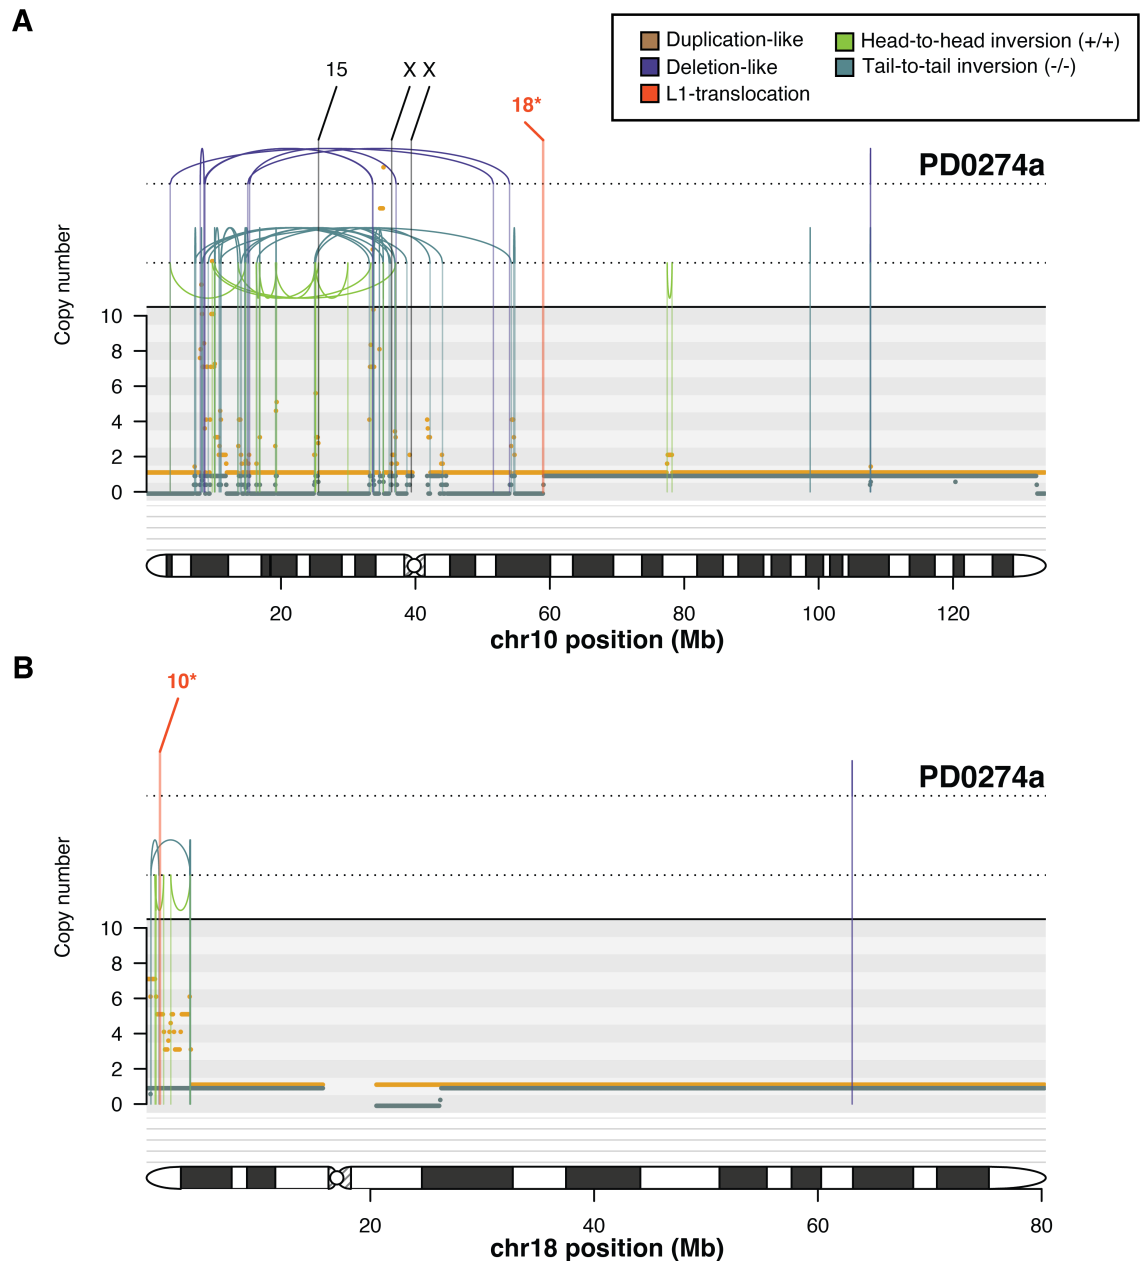 A
Duplication-like
Deletion-like
L1-translocation
Head-to-head inversion (+/+)
Tail-to-tail inversion (-/-)
15
X X
18*
PD0274a
Copy number
10
8
6
4
2
0
20 40 60 80 100 120
chr10 position (Mb)
B
10*
PD0274a
Copy number
10
8
6
4
2
0
20 40 60 80
chr18 position (Mb)